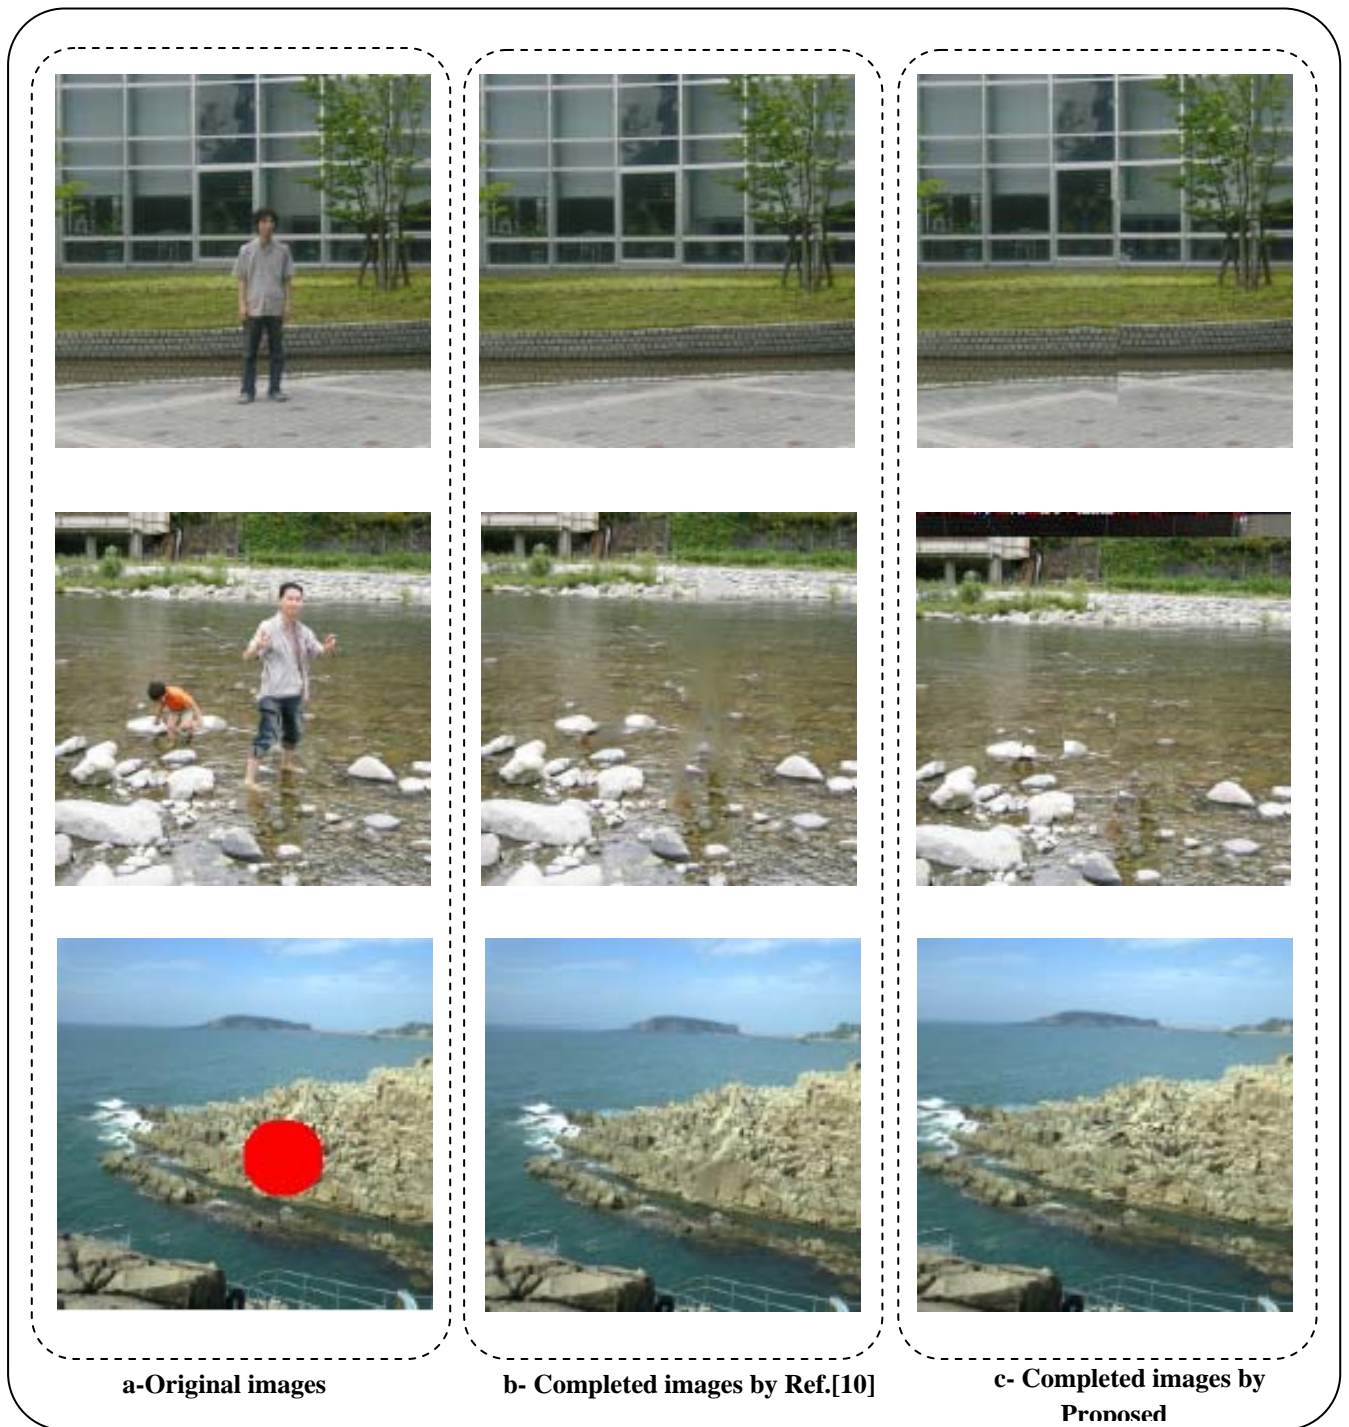 a-Original images
b- Completed images by Ref.[10]
c- Completed images by
Proposed